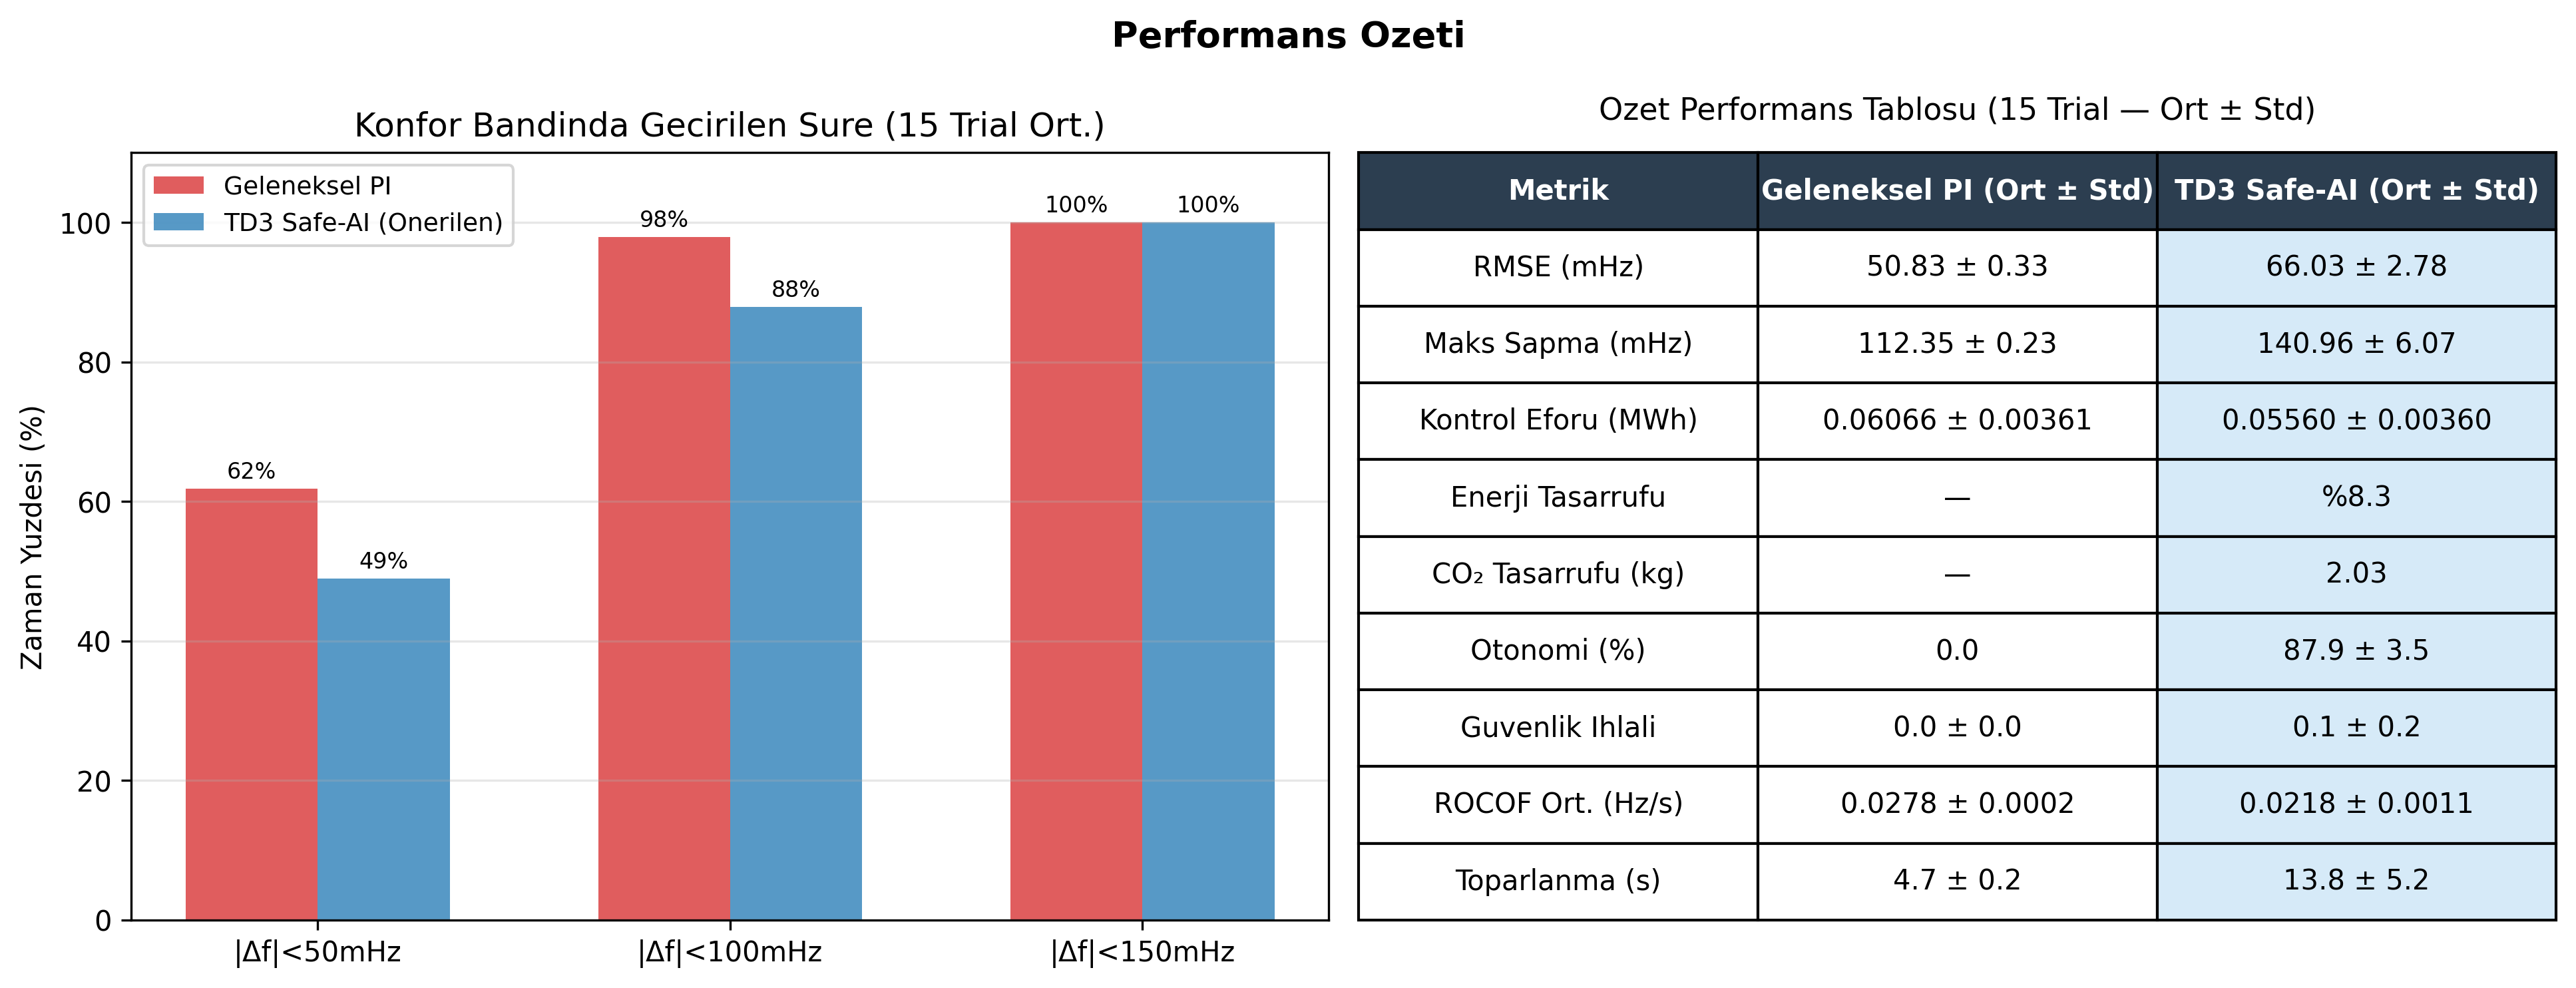 Performans Ozeti
Konfor Bandinda Gecirilen Sure (15 Trial Ort.)
Geleneksel PI
TD3 Safe-AI (Onerilen)
Zaman Yuzdesi (%)
100
80
60
40
20
0
62%
49%
98%
88%
100%
100%
|Δf|<50mHz
|Δf|<100mHz
|Δf|<150mHz
Ozet Performans Tablosu (15 Trial — Ort ± Std)
Metrik Geleneksel PI (Ort ± Std) TD3 Safe-AI (Ort ± Std)
RMSE (mHz) 50.83 ± 0.33 66.03 ± 2.78
Maks Sapma (mHz) 112.35 ± 0.23 140.96 ± 6.07
Kontrol Eforu (MWh) 0.06066 ± 0.00361 0.05560 ± 0.00360
Enerji Tasarrufu — %8.3
CO₂ Tasarrufu (kg) — 2.03
Otonomi (%) 0.0 87.9 ± 3.5
Guvenlik Ihlali 0.0 ± 0.0 0.1 ± 0.2
ROCOF Ort. (Hz/s) 0.0278 ± 0.0002 0.0218 ± 0.0011
Toparlanma (s) 4.7 ± 0.2 13.8 ± 5.2